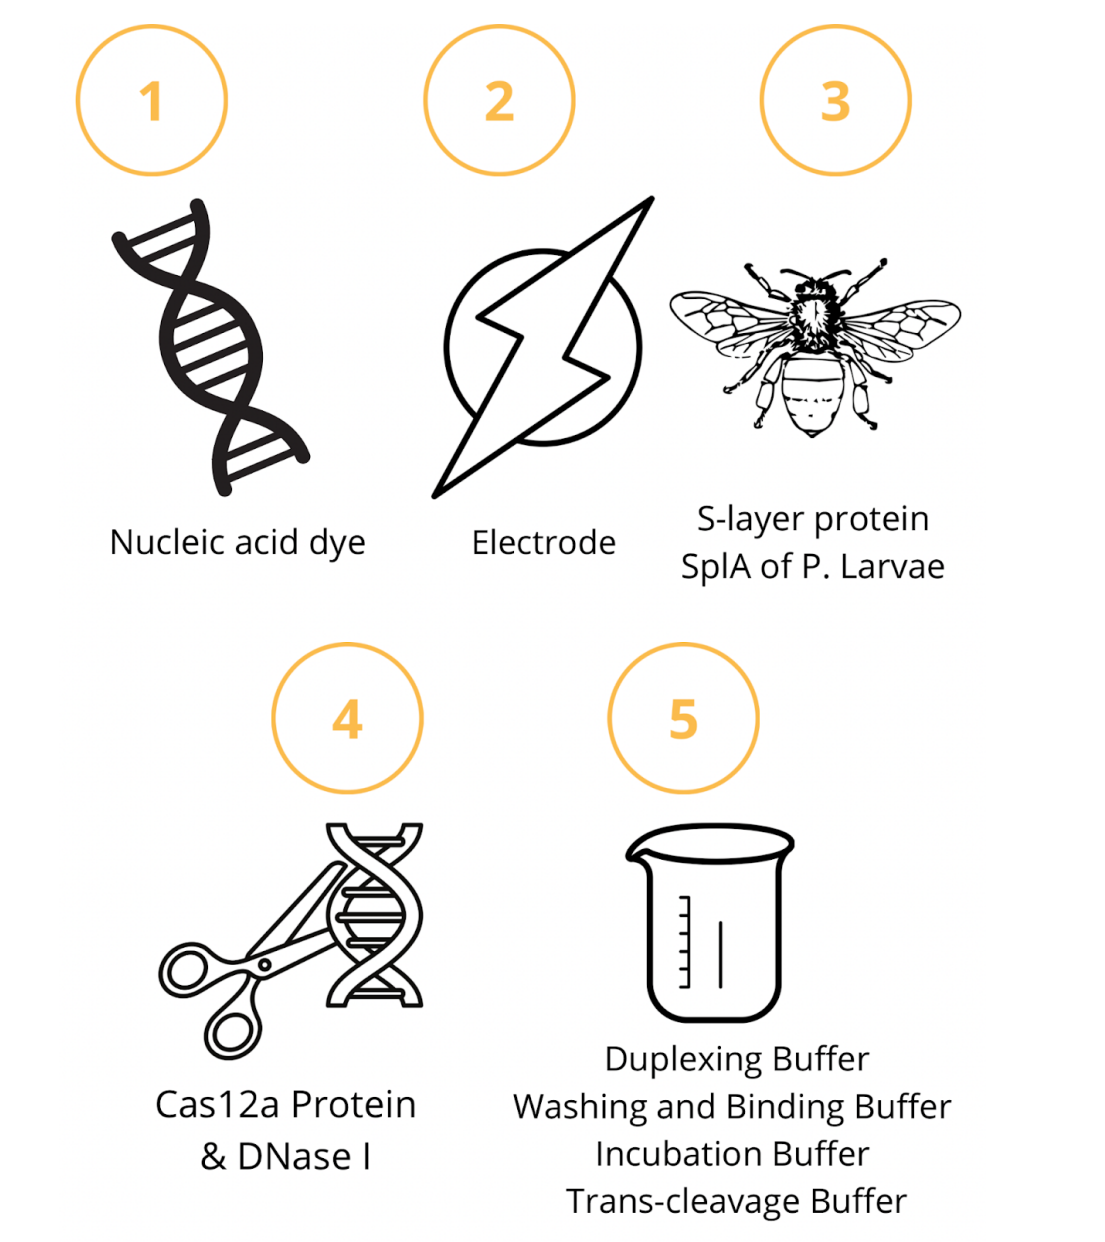 1
2
3
Nucleic acid dye
Electrode
S-layer protein
SplA of P. Larvae
4
5
Cas12a Protein
& DNase I
Duplexing Buffer
Washing and Binding Buffer
Incubation Buffer
Trans-cleavage Buffer